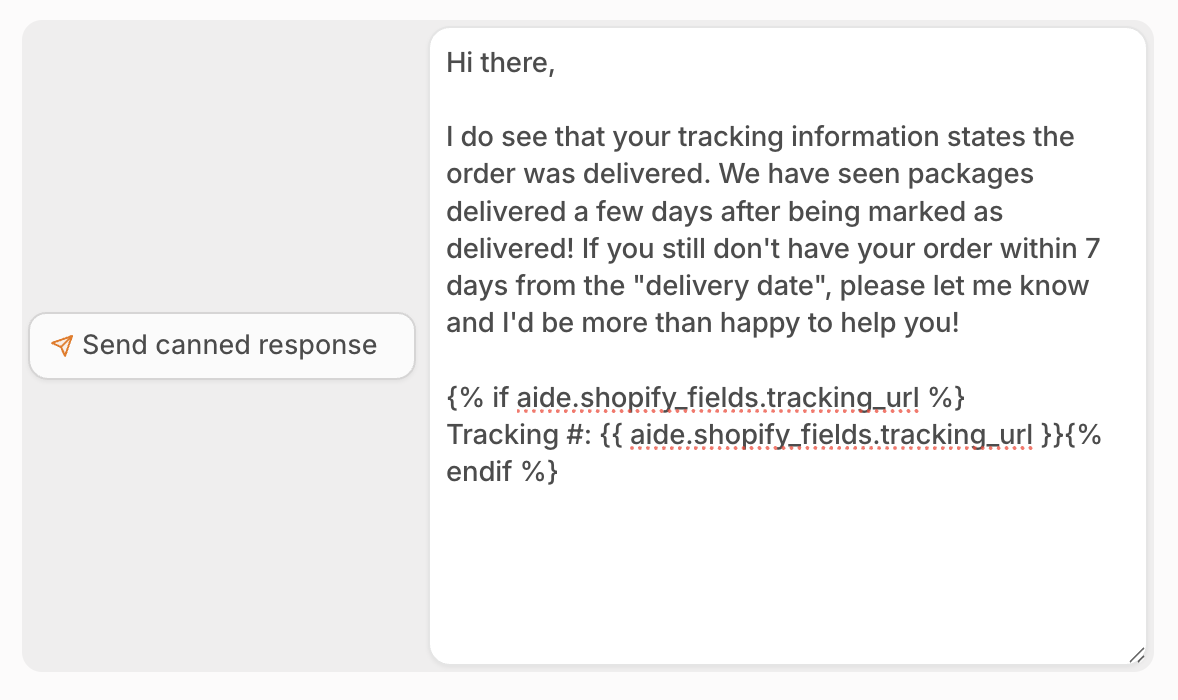 Hi there,
I do see that your tracking information states the
order was delivered. We have seen packages
delivered a few days after being marked as
delivered! If you still don't have your order within 7
days from the "delivery date", please let me know
and I'd be more than happy to help you!
Send canned response
{% if aide.shopify_fields.tracking_url %}
Tracking #: {{ aide.shopify_fields.tracking_url }}{%
endif %}